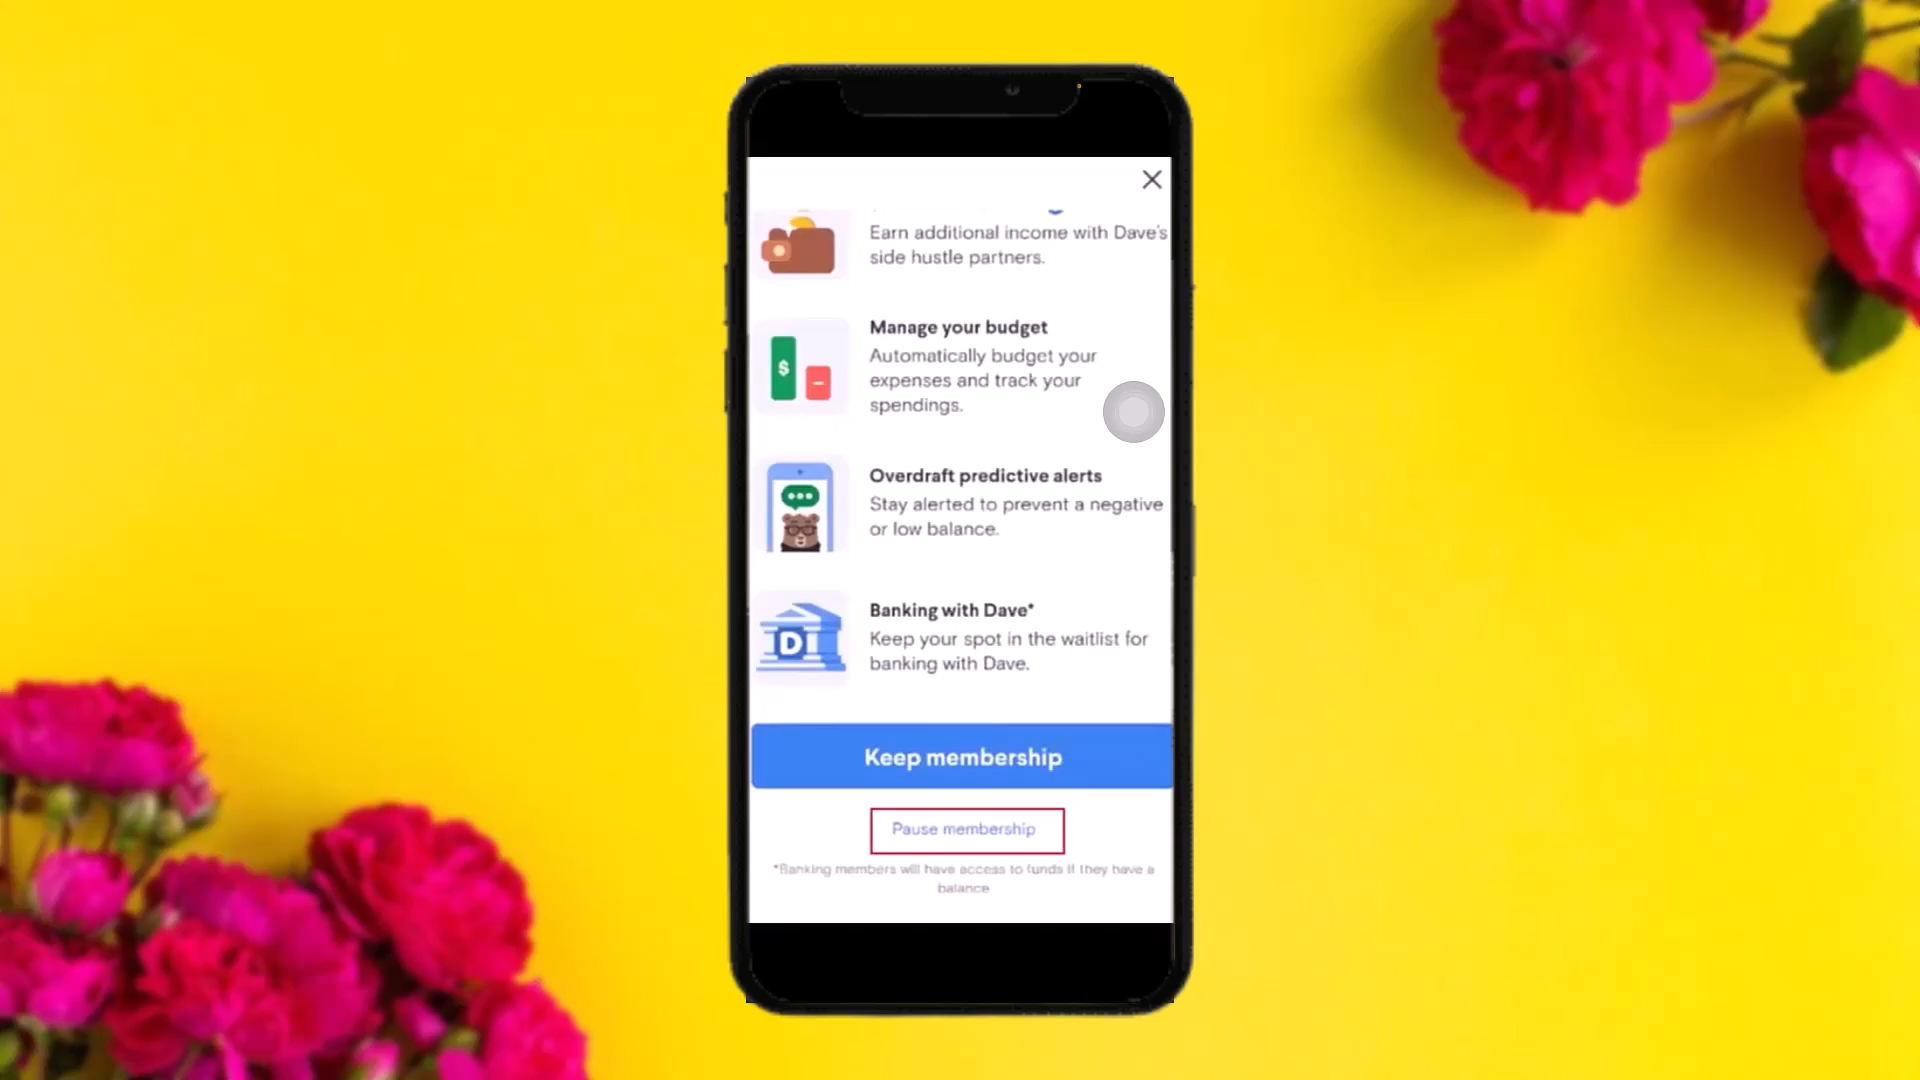 Earn additional income with Dave's
side hustle partners.
$
Manage your budget
Automatically budget your
expenses and track your
spendings.
Overdraft predictive alerts
Stay alerted to prevent a negative
or low balance.
D
Banking with Dave*
Keep your spot in the waitlist for
banking with Dave.
Keep membership
Pause membership
*Banking members will have access to funds if they have a
balance